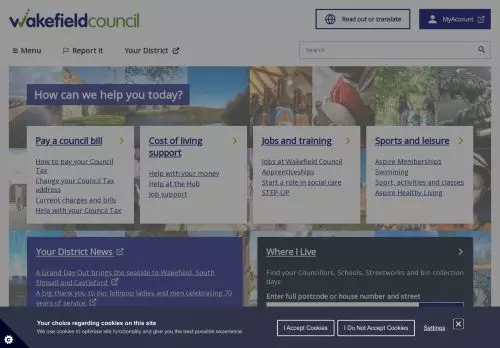 wakefieldcouncil
Read out or translate
MyAccount
Menu
Report it
Your District
Search
How can we help you today?
Pay a council bill
How to pay your Council
Tax
Change your Council Tax
address
Current charges and bills
Help with your Council Tax
Cost of living
support
Help with your money
Help at the Hub
Job support
Jobs and training
Jobs at Wakefield Council
Apprenticeships
Start a role in social care
STEP-UP
Sports and leisure
Aspire Memberships
Swimming
Sport, activities and classes
Aspire Healthy Living
Your District News
A Grand Day Out brings the seaside to Wakefield, South
Elmsall and Castleford
A big thank you to our lollipop ladies and men celebrating 70
years of service.
Where I Live
Find your Councillors, Schools, Streetworks and bin collection
days:
Enter full postcode or house number and street
Your choice regarding cookies on this site
We use cookies to optimise site functionality and give you the best possible experience.
I Accept Cookies
I Do Not Accept Cookies
Settings